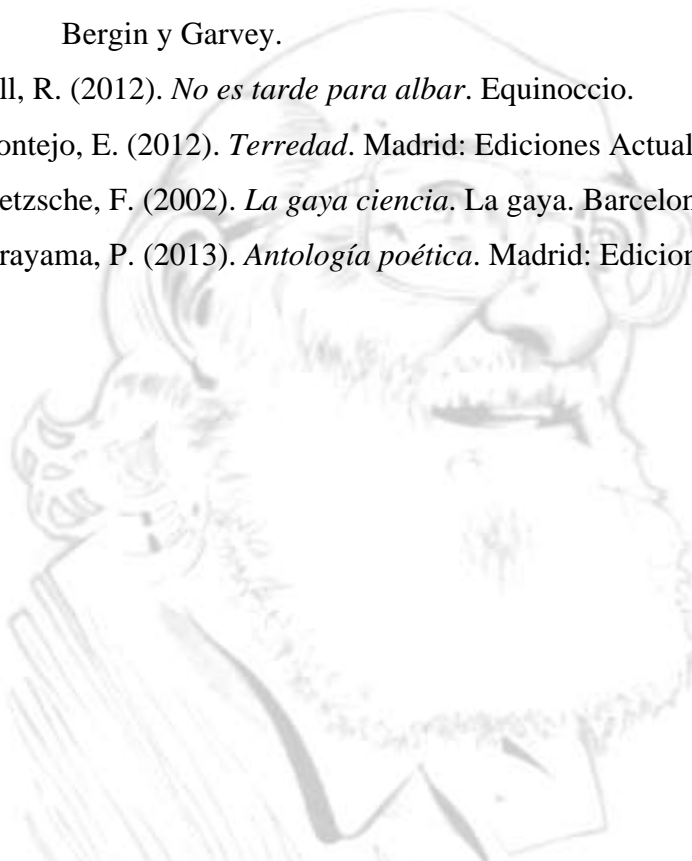 Bergin y Garvey.
ll, R. (2012). No es tarde para albar. Equinoccio.
ontejo, E. (2012). Terredad. Madrid: Ediciones Actual
etzsche, F. (2002). La gaya ciencia. La gaya. Barcelon
rayama, P. (2013). Antología poética. Madrid: Edicion